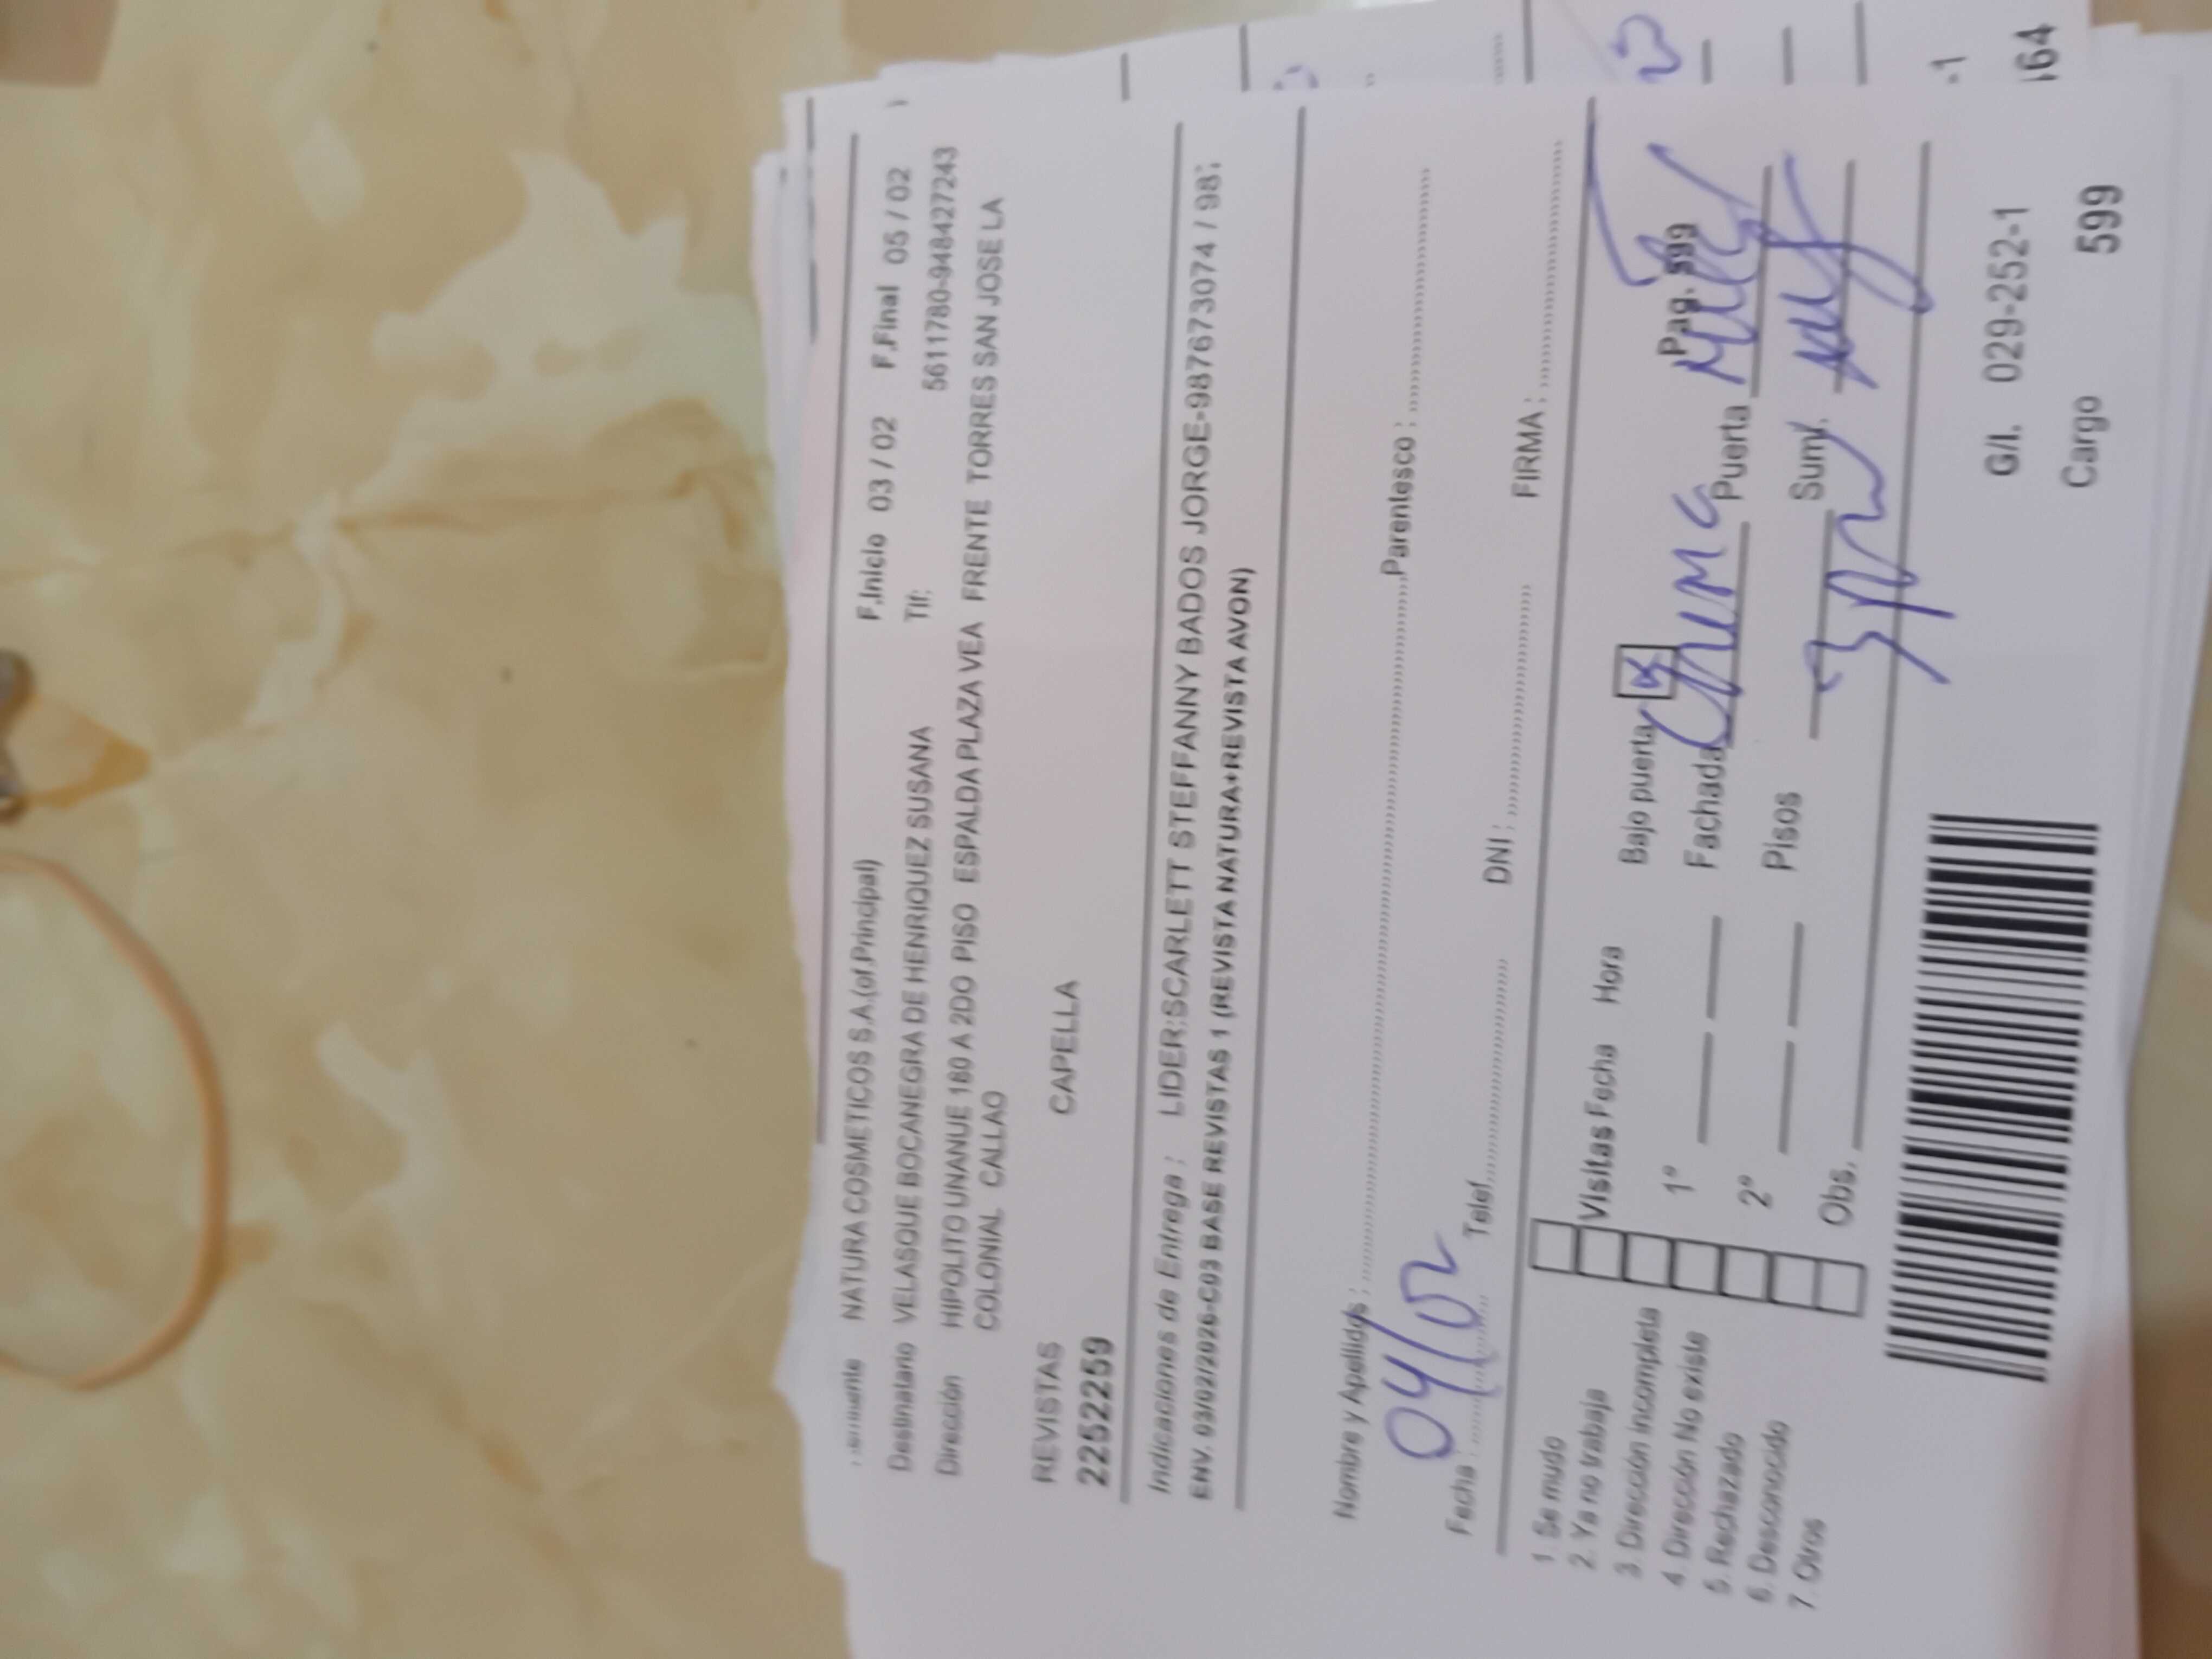 NATURA COSMETICOS S.A.(of.Principal) F.Inicio 03 / 02 F.Final 05 / 02
Destinatario VELASQUE BOCANEGRA DE HENRIQUEZ SUSANA Tlf: 5611780-948427243
Dirección HIPOLITO UNANUE 180 A 2DO PISO ESPALDA PLAZA VEA FRENTE TORRES SAN JOSE LA
COLONIAL CALLAO
REVISTAS CAPELLA
2252259
Indicaciones de Entrega : LIDER:SCARLETT STEFFANNY BADOS JORGE-987673074 / 98
ENV. 03/02/2026-C03 BASE REVISTAS 1 (REVISTA NATURA+REVISTA AVON)
Nombre y Apellidos : Parentesco :
04/02
Fecha : Telef. DNI : FIRMA :
1. Se mudo
2. Ya no trabaja
3. Dirección incompleta
4. Dirección No existe
5. Rechazado
6. Desconocido
7. Otros
Visitas Fecha Hora Bajo puerta Pag. 599
1º Fachada Puerta
2º Pisos Sumi.
Obs.
G/I. 029-252-1
Cargo 599
-1
164